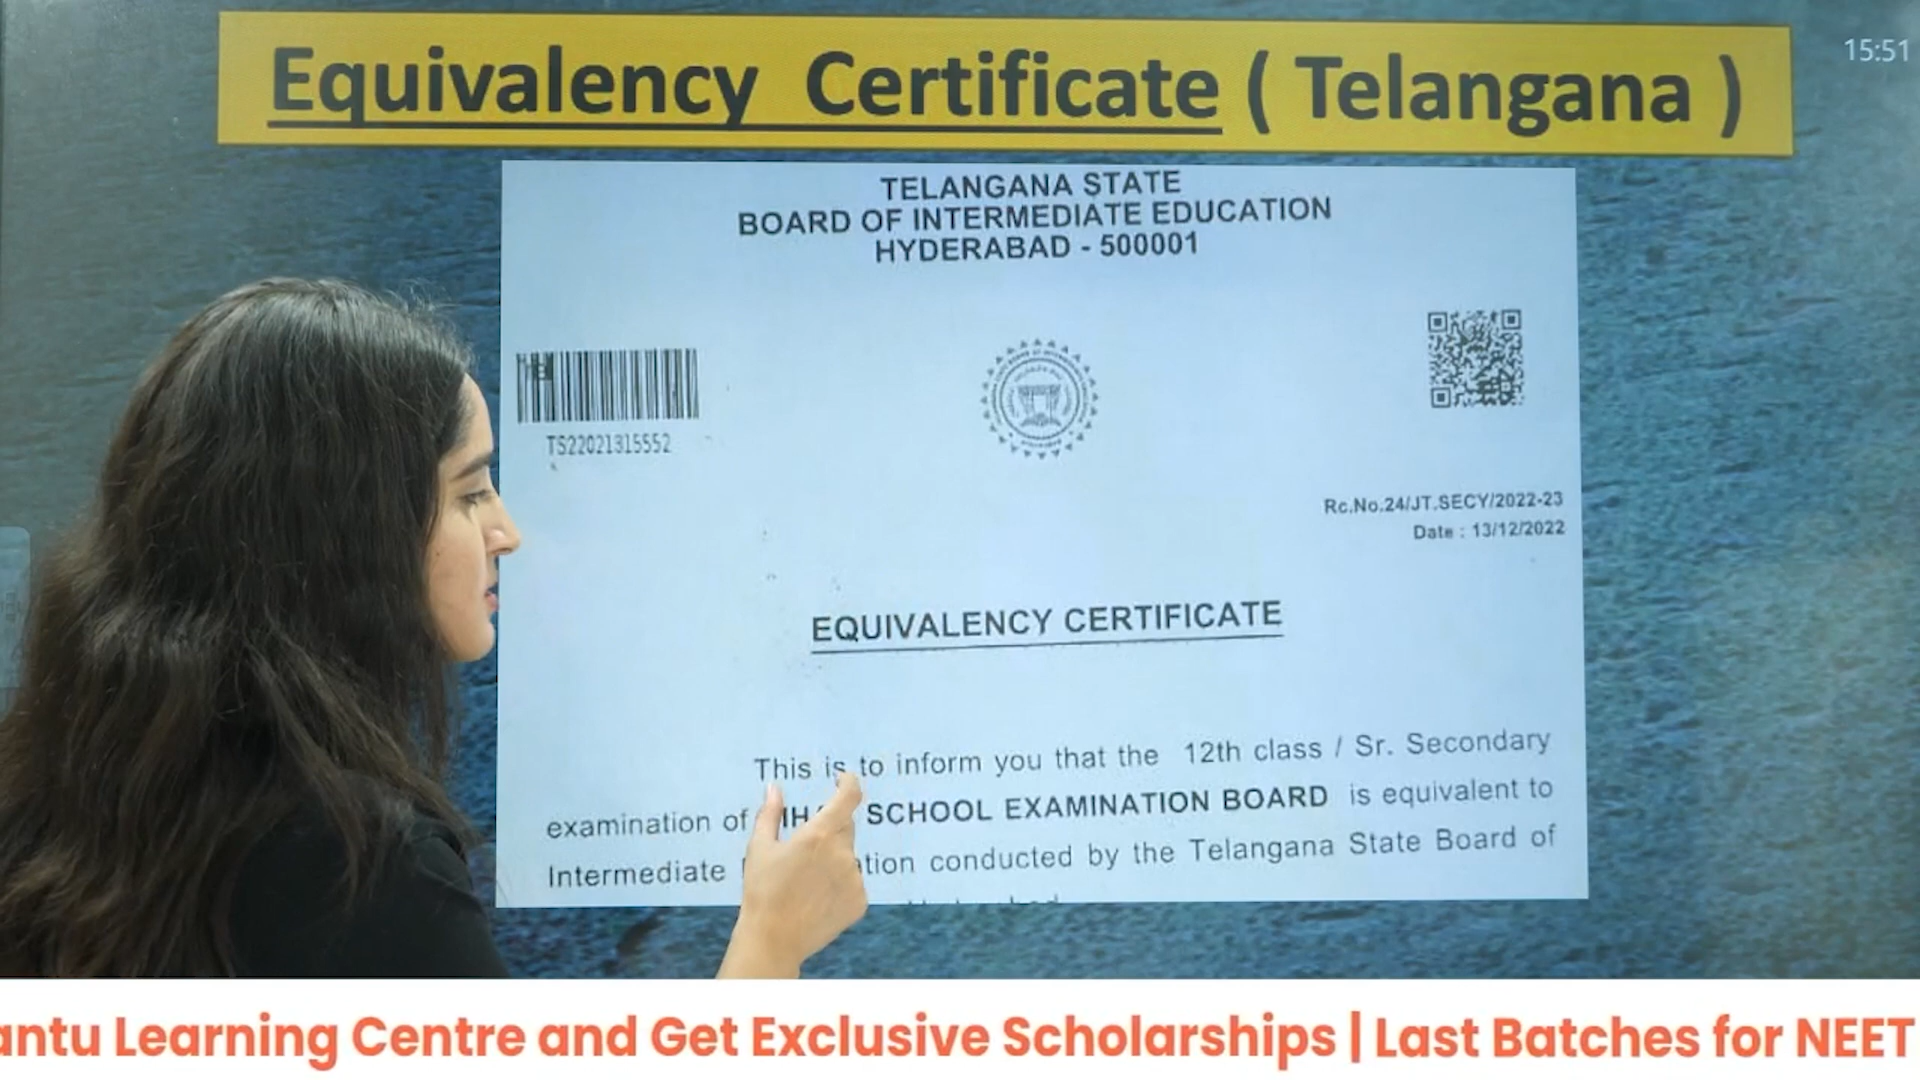 Equivalency Certificate ( Telangana )
15:51
TELANGANA STATE
BOARD OF INTERMEDIATE EDUCATION
HYDERABAD - 500001
TS22021315552
Rc.No.24/JT.SECY/2022-23
Date : 13/12/2022
EQUIVALENCY CERTIFICATE
This is to inform you that the 12th class / Sr. Secondary
examination of SCHOOL EXAMINATION BOARD is equivalent to
Intermediate conducted by the Telangana State Board of
antu Learning Centre and Get Exclusive Scholarships | Last Batches for NEET